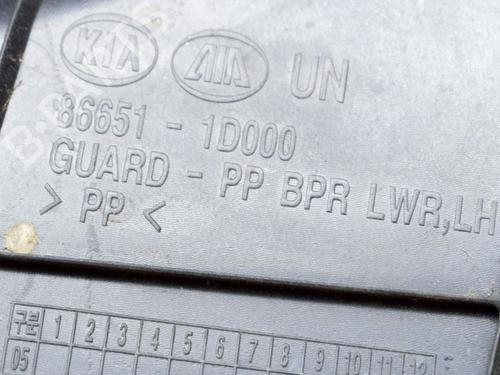 KIA KIA UN
86651 - 1D000
GUARD - PP BPR LWR, LH
> PP <
구분 1 2 3 4 5 6 7 8 9 10 11 12
05